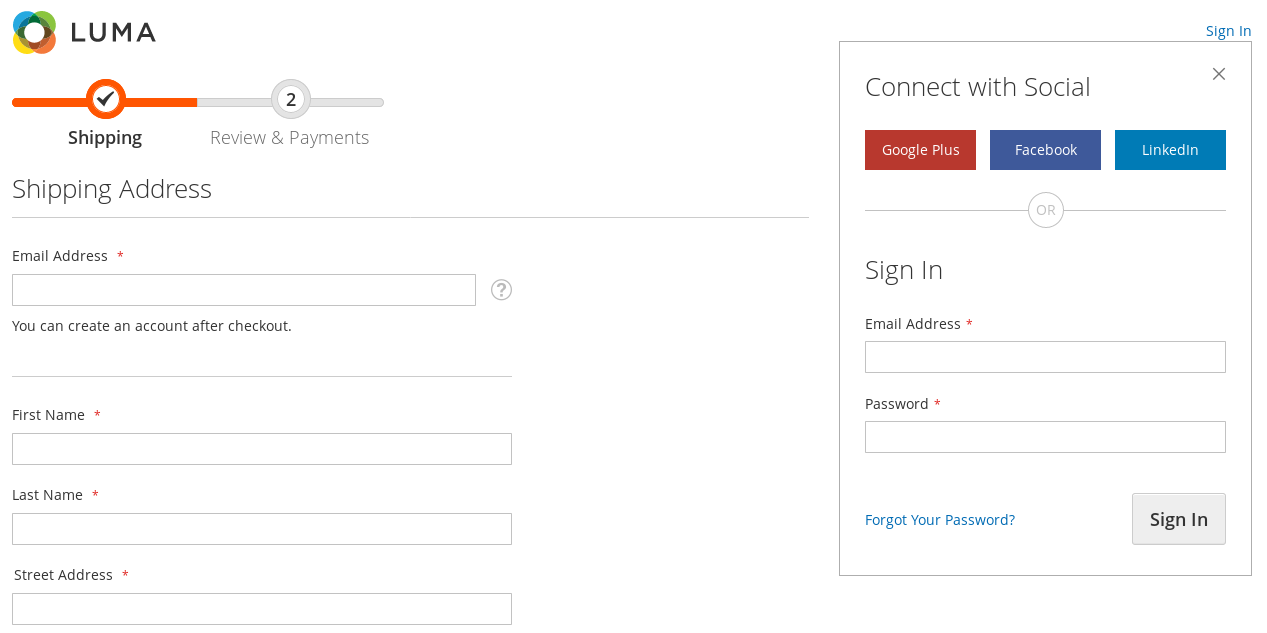 LUMA
Sign In
2
Shipping
Review & Payments
Shipping Address
Email Address *
?
You can create an account after checkout.
First Name *
Last Name *
Street Address *
Connect with Social
Google Plus
Facebook
LinkedIn
OR
Sign In
Email Address *
Password *
Forgot Your Password?
Sign In